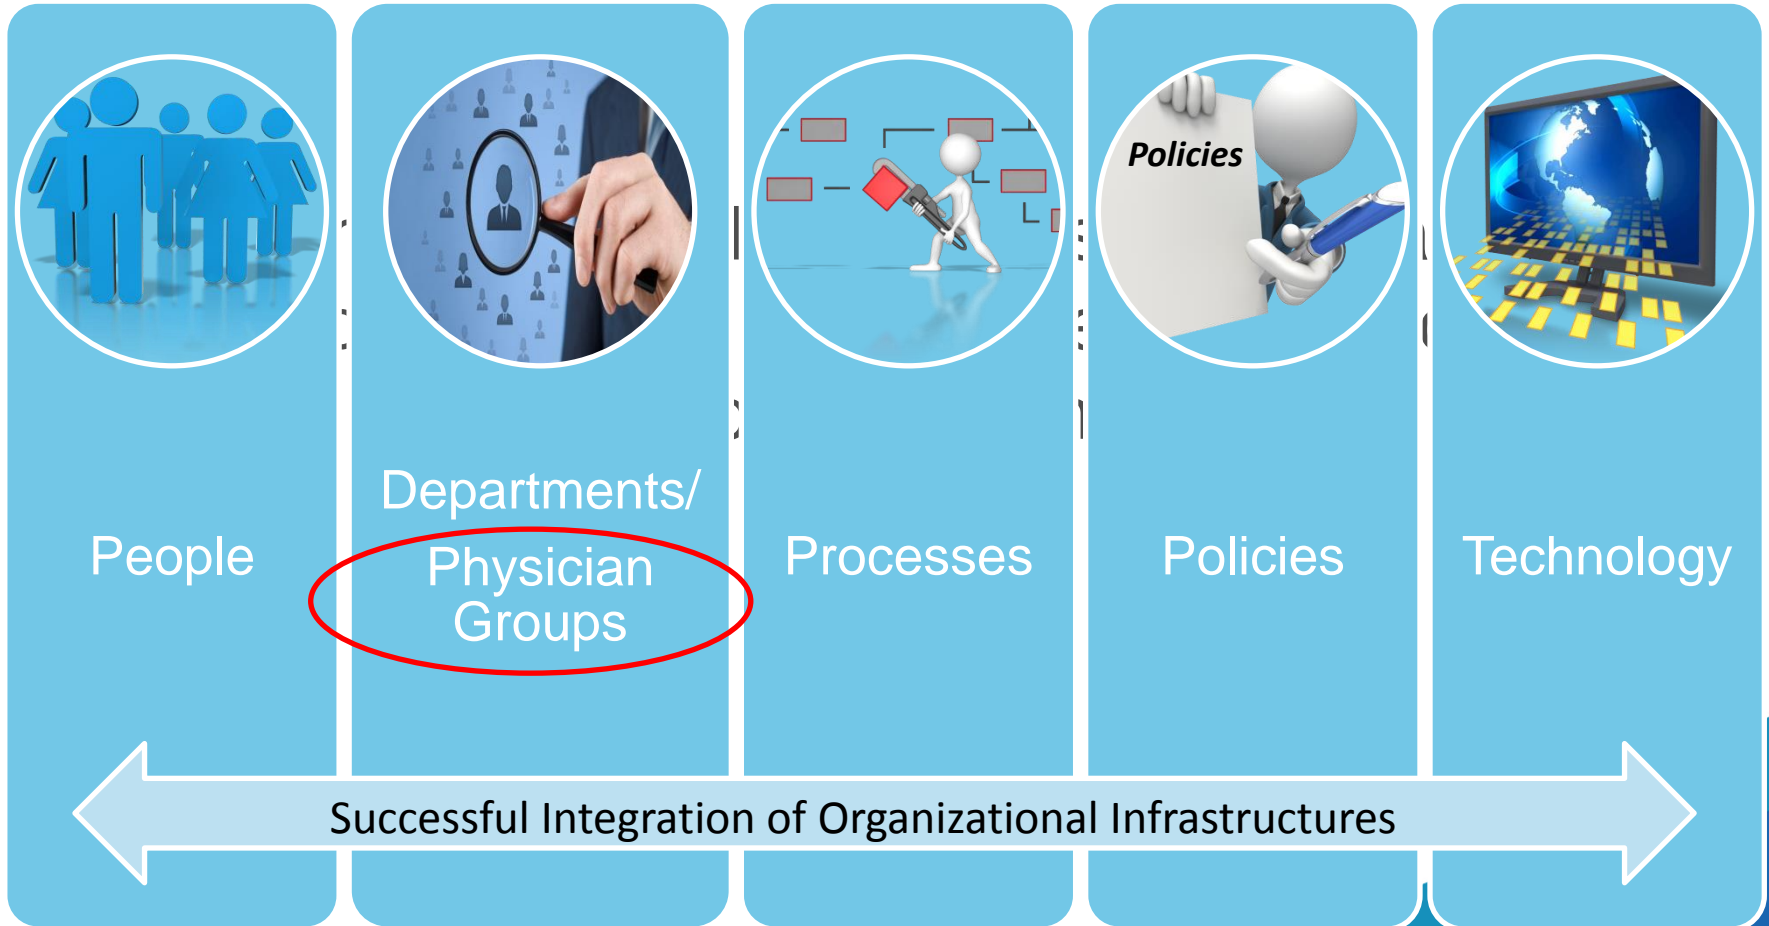 Policies
People
Departments/
Physician
Groups
Processes
Policies
Technology
Successful Integration of Organizational Infrastructures